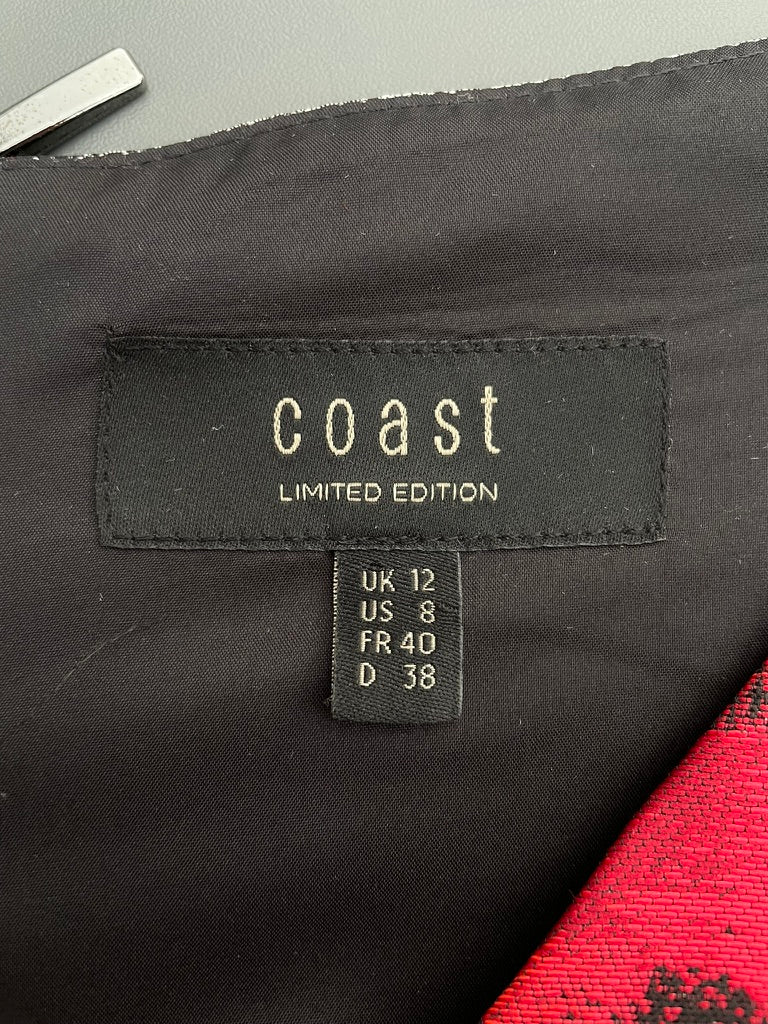 coast
LIMITED EDITION
UK 12
US 8
FR 40
D 38